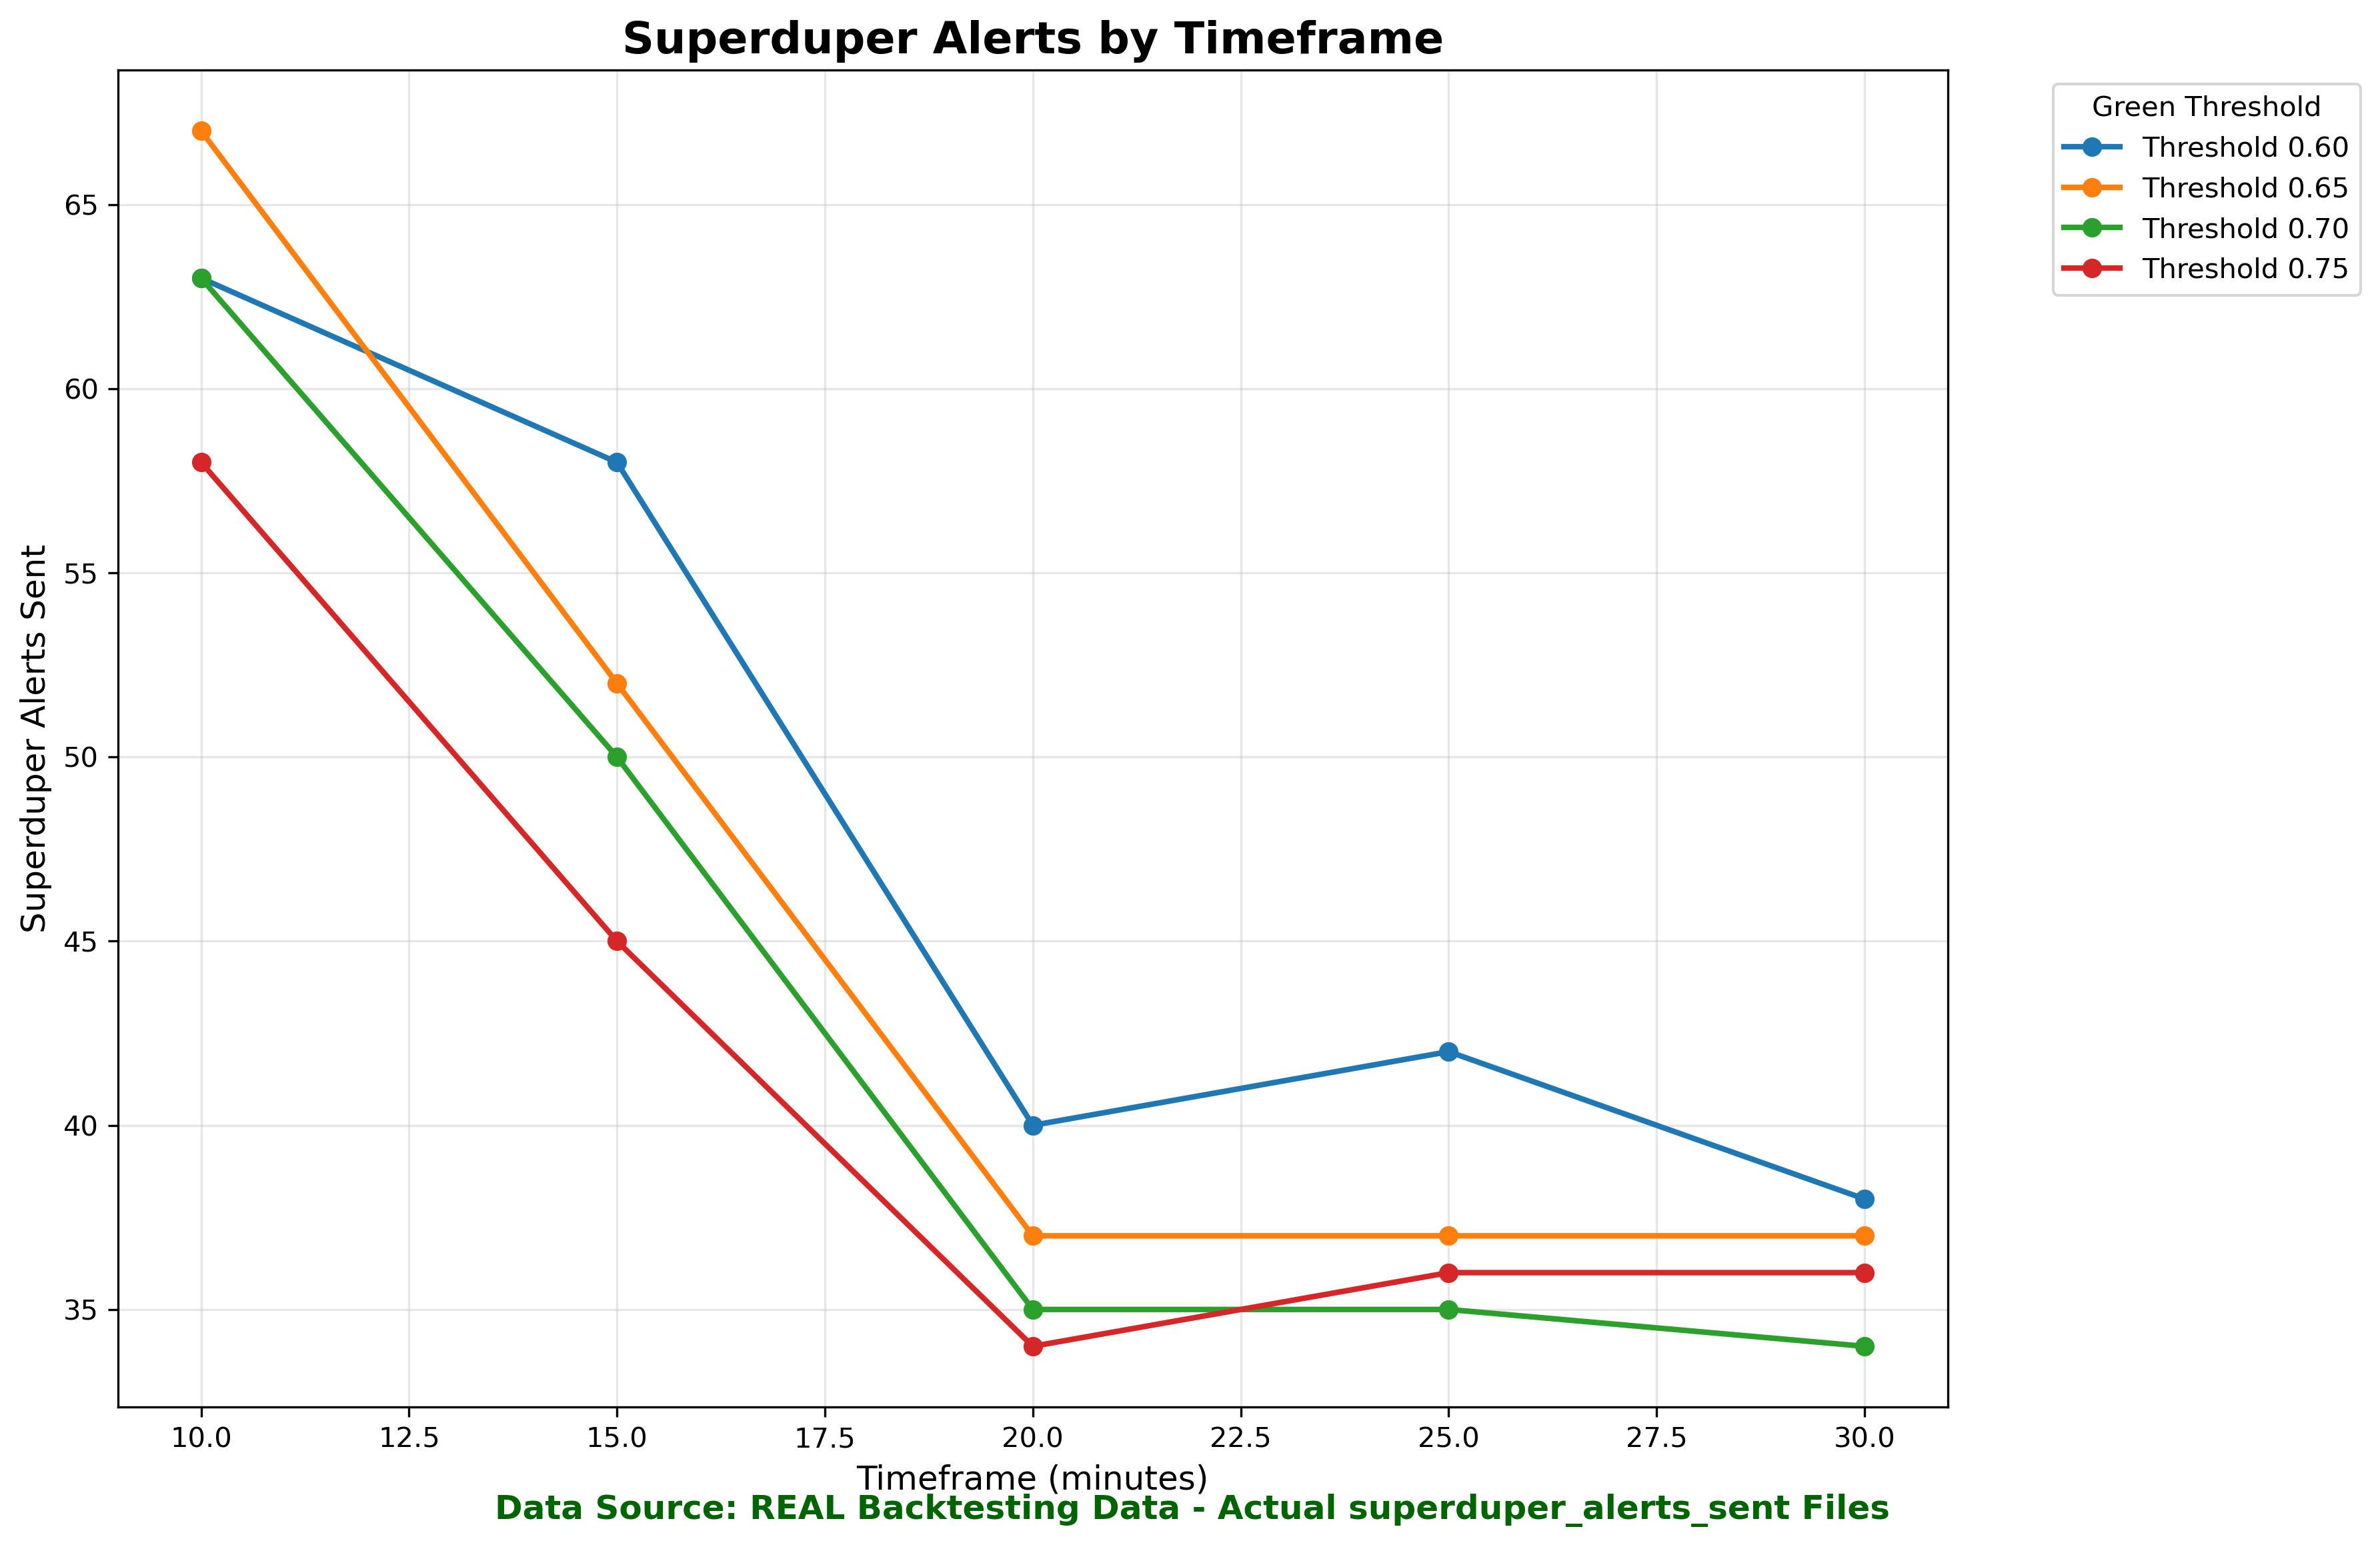 Superduper Alerts by Timeframe
Green Threshold
Threshold 0.60
Threshold 0.65
Threshold 0.70
Threshold 0.75
Superduper Alerts Sent
65
60
55
50
45
40
35
10.0 12.5 15.0 17.5 20.0 22.5 25.0 27.5 30.0
Timeframe (minutes)
Data Source: REAL Backtesting Data - Actual superduper_alerts_sent Files